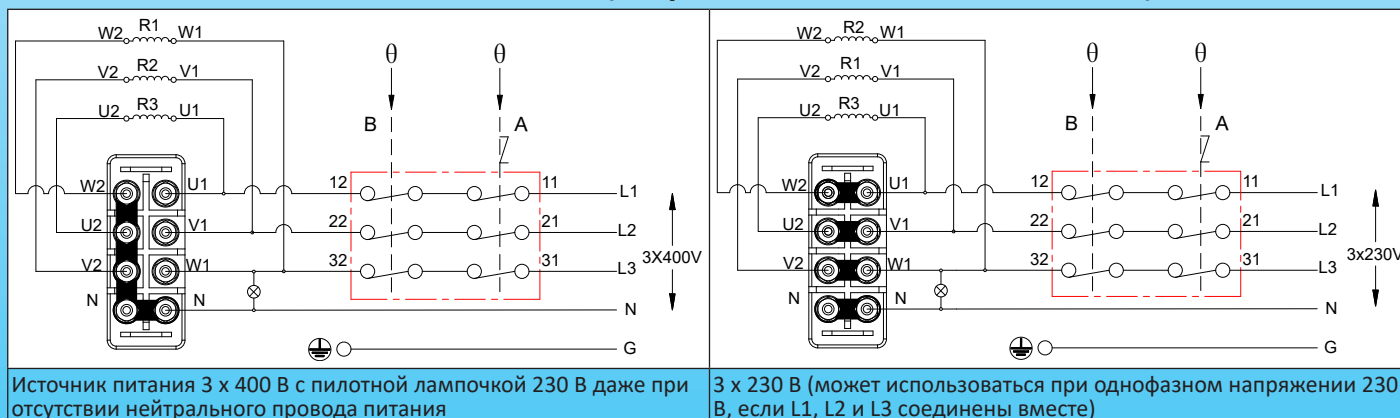 W2 R1 W1
V2 R2 V1
U2 R3 U1
θ θ
B A
W2 U1 12 11 L1
U2 V1 22 21 L2
V2 W1 32 31 L3
3X400V
N N N
G
Источник питания 3 х 400 В с пилотной лампочкой 230 В даже при
отсутствии нейтрального провода питания
W2 R2 W1
V2 R1 V1
U2 R3 U1
θ θ
B A
W2 U1 12 11 L1
U2 V1 22 21 L2
V2 W1 32 31 L3
3x230V
N N N
G
3 х 230 В (может использоваться при однофазном напряжении 230
В, если L1, L2 и L3 соединены вместе)